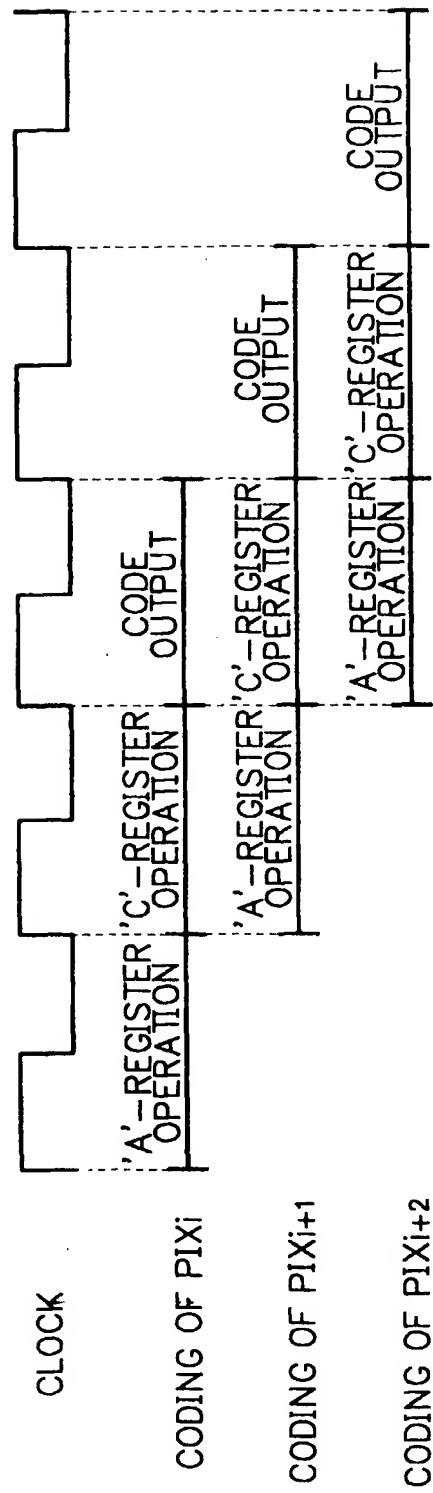 CLOCK
CODING OF PIXi
'A'-REGISTER
OPERATION
'C'-REGISTER
OPERATION
CODE
OUTPUT
CODING OF PIXi+1
'A'-REGISTER
OPERATION
'C'-REGISTER
OPERATION
CODE
OUTPUT
CODING OF PIXi+2
'A'-REGISTER
OPERATION
'C'-REGISTER
OPERATION
CODE
OUTPUT